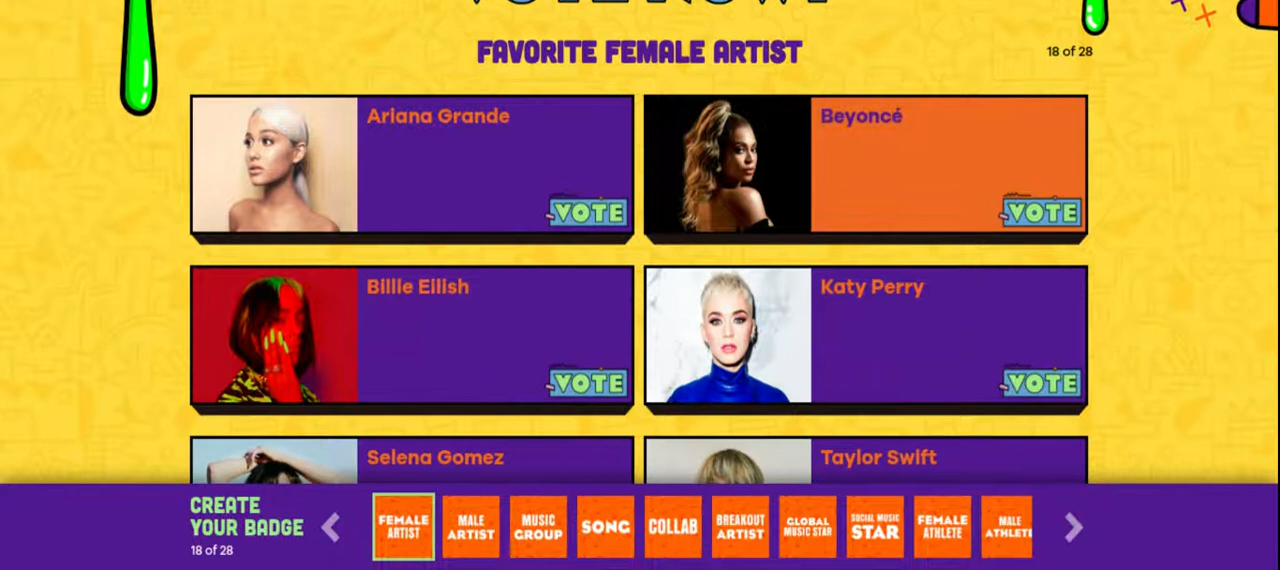 VOTE NOW!
FAVORITE FEMALE ARTIST
18 of 28
Ariana Grande
VOTE
Beyoncé
VOTE
Billie Eilish
VOTE
Katy Perry
VOTE
Selena Gomez
Taylor Swift
CREATE
YOUR BADGE
18 of 28
FEMALE
ARTIST
MALE
ARTIST
MUSIC
GROUP
SONG
COLLAB
BREAKOUT
ARTIST
GLOBAL
MUSIC STAR
SOCIAL MUSIC
STAR
FEMALE
ATHLETE
MALE
ATHLETE